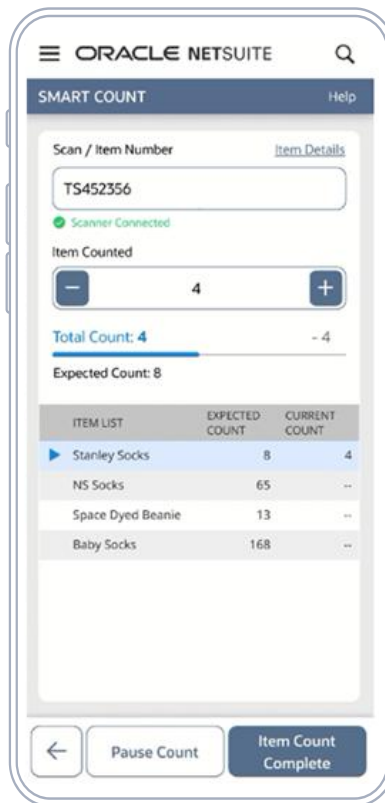 ORACLE NETSUITE
SMART COUNT Help
Scan / Item Number Item Details
TS452356
Scanner Connected
Item Counted
− 4 +
Total Count: 4 - 4
Expected Count: 8
ITEM LIST EXPECTED COUNT CURRENT COUNT
Stanley Socks 8 4
NS Socks 65 --
Space Dyed Beanie 13 --
Baby Socks 168 --
Pause Count Item Count Complete